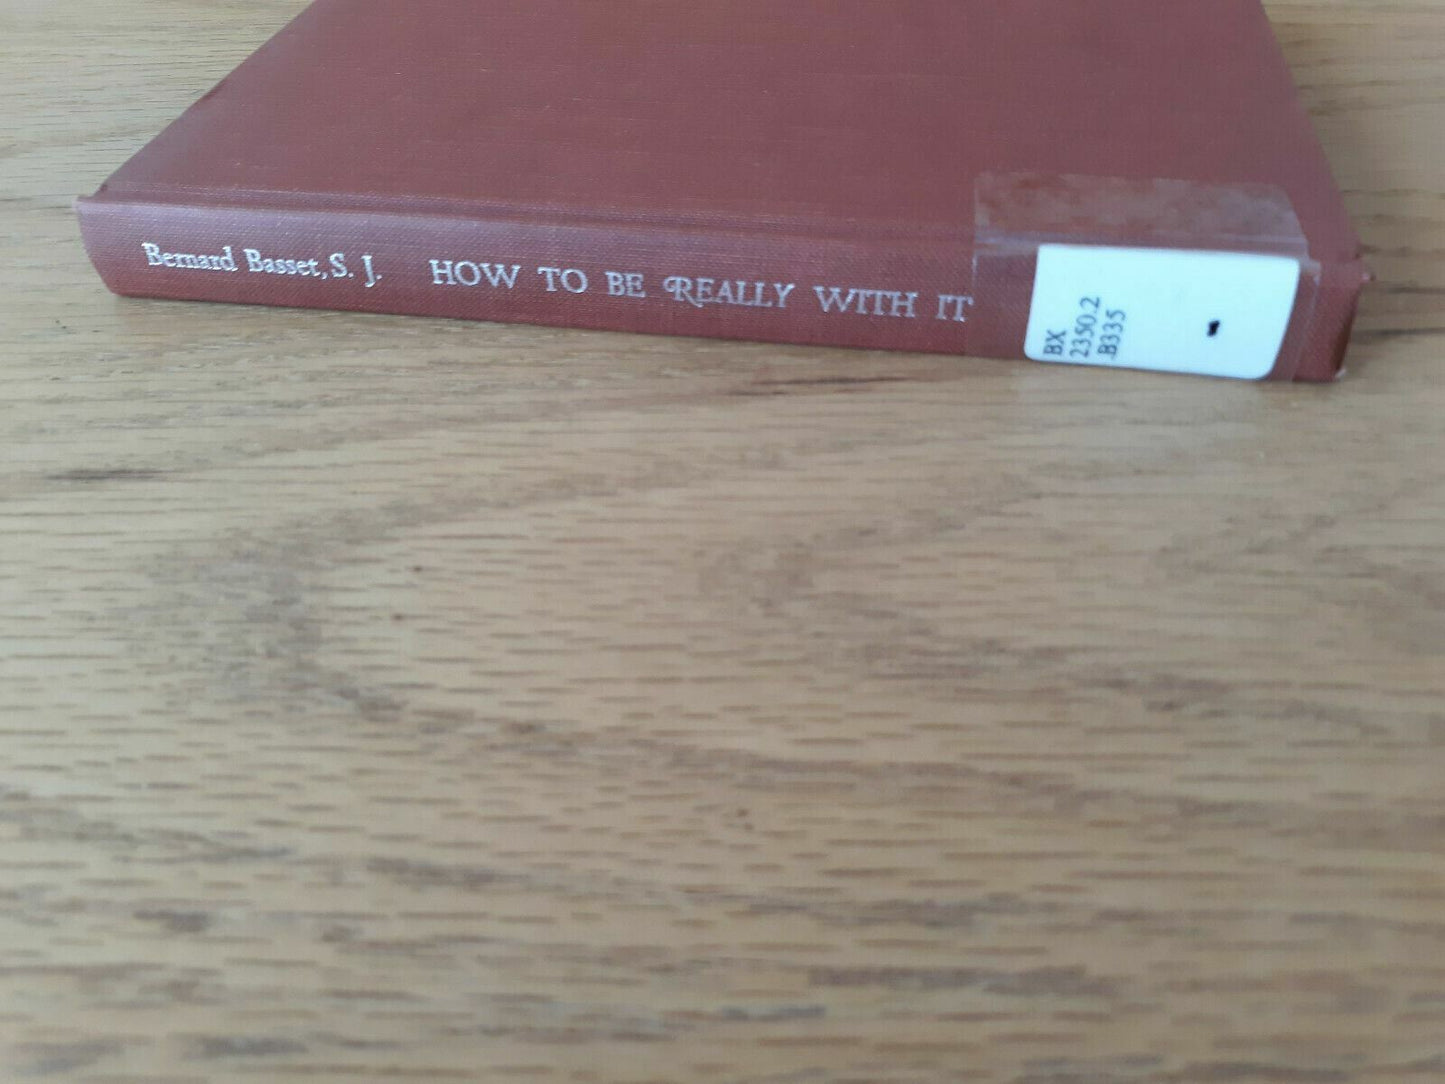 Bernard Basset, S. J. HOW TO BE REALLY WITH IT
BX
2350.2
.B335